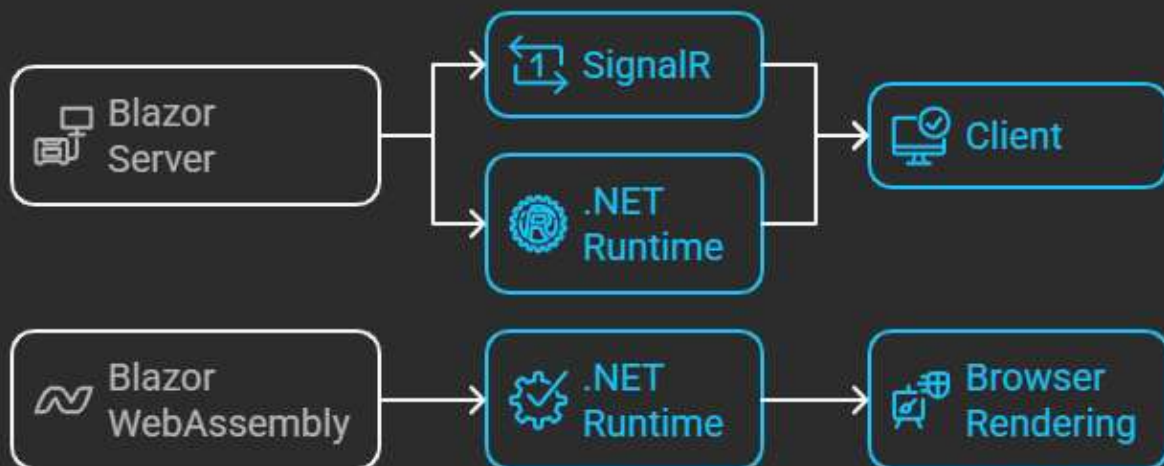 SignalR
Blazor
Server
Client
.NET
Runtime
Blazor
WebAssembly
.NET
Runtime
Browser
Rendering